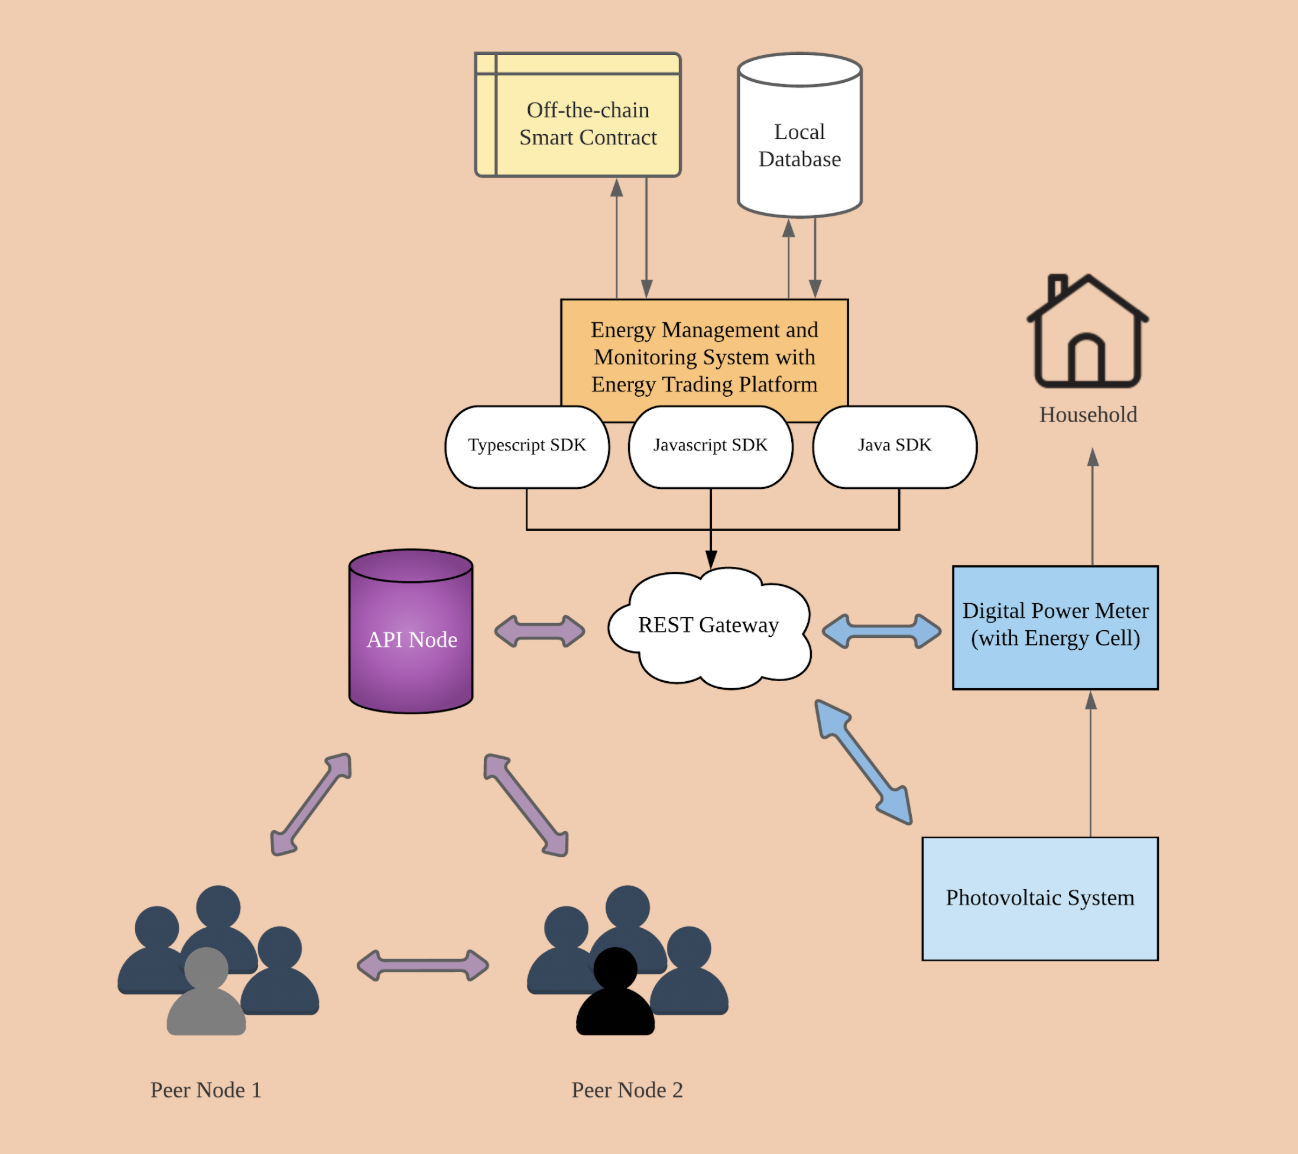 Off-the-chain
Smart Contract
Local
Database
Energy Management and
Monitoring System with
Energy Trading Platform
Household
Typescript SDK
Javascript SDK
Java SDK
API Node
REST Gateway
Digital Power Meter
(with Energy Cell)
Photovoltaic System
Peer Node 1
Peer Node 2